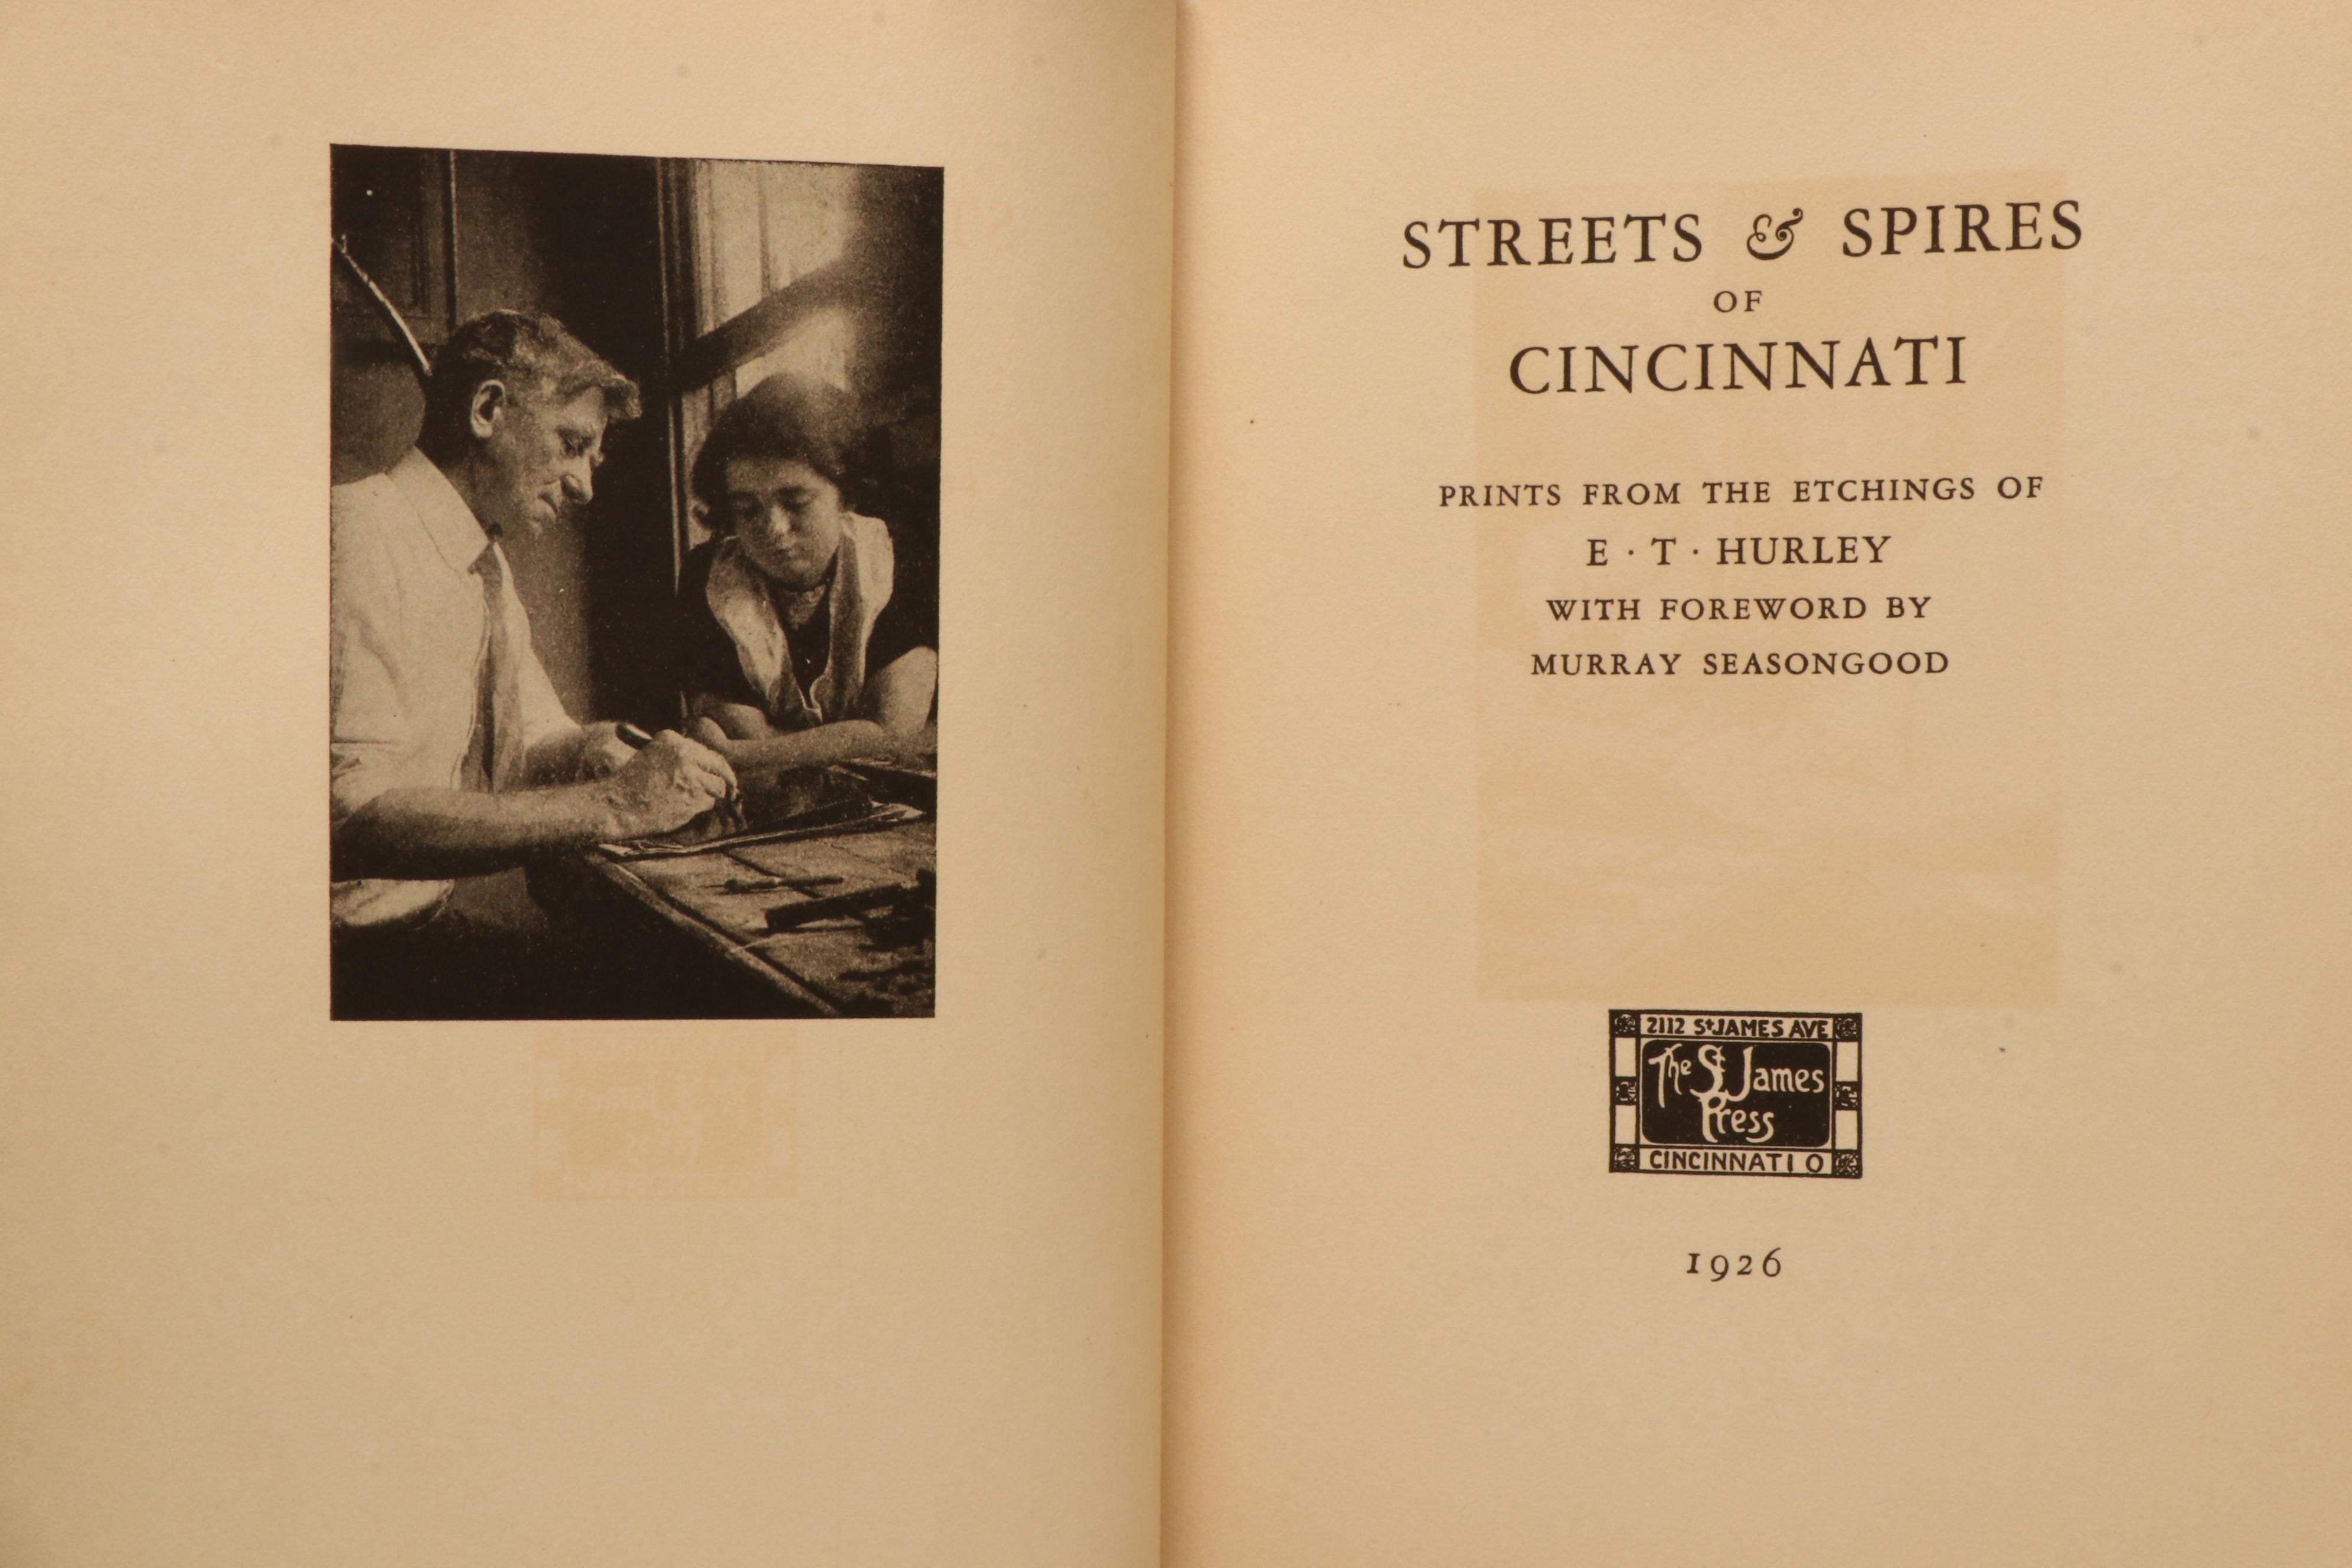 STREETS & SPIRES
OF
CINCINNATI
PRINTS FROM THE ETCHINGS OF
E · T · HURLEY
WITH FOREWORD BY
MURRAY SEASONGOOD
2112 St JAMES AVE
The St James
Press
CINCINNATI O
1926